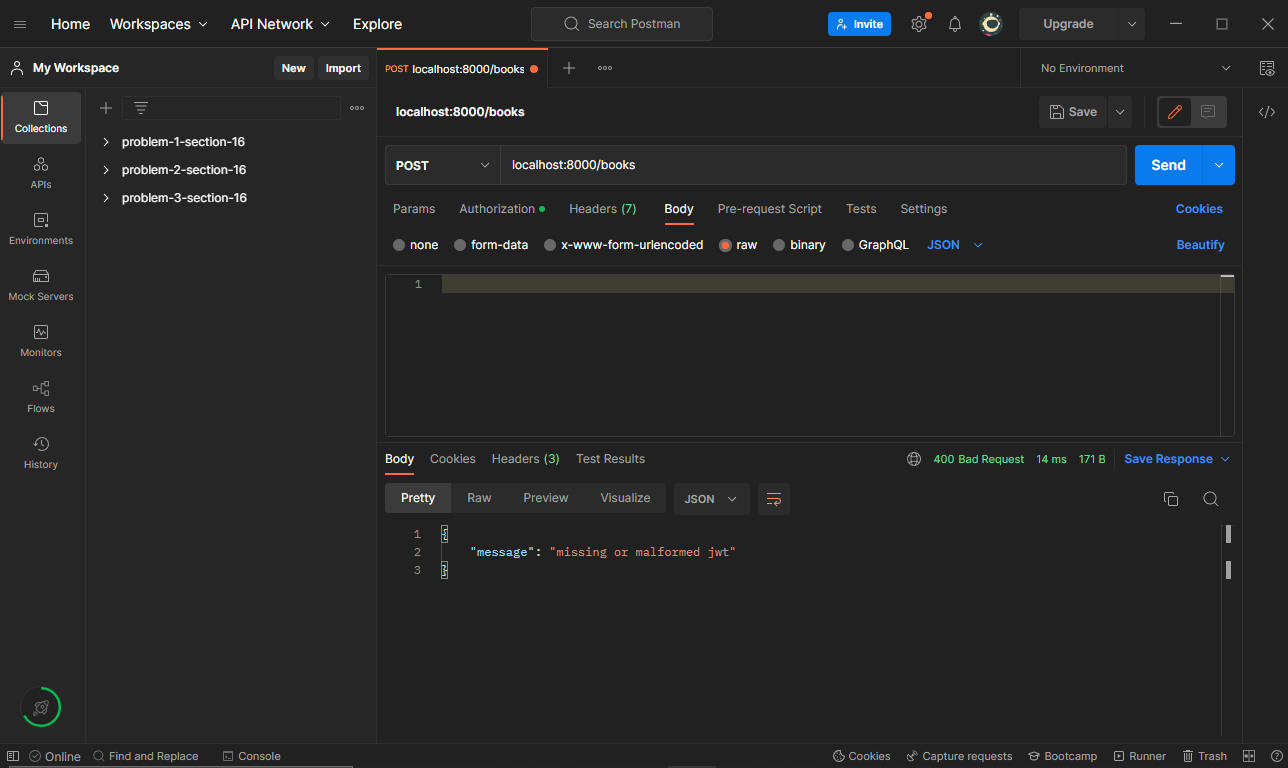 Home Workspaces API Network Explore Search Postman Invite Upgrade
My Workspace New Import POST localhost:8000/books No Environment
Collections
APIs
Environments
Mock Servers
Monitors
Flows
History
problem-1-section-16
problem-2-section-16
problem-3-section-16
localhost:8000/books Save
POST localhost:8000/books Send
Params Authorization Headers (7) Body Pre-request Script Tests Settings Cookies
none form-data x-www-form-urlencoded raw binary GraphQL JSON Beautify
1
Body Cookies Headers (3) Test Results 400 Bad Request 14 ms 171 B Save Response
Pretty Raw Preview Visualize JSON
1 {
2 "message": "missing or malformed jwt"
3 }
Online Find and Replace Console Cookies Capture requests Bootcamp Runner Trash